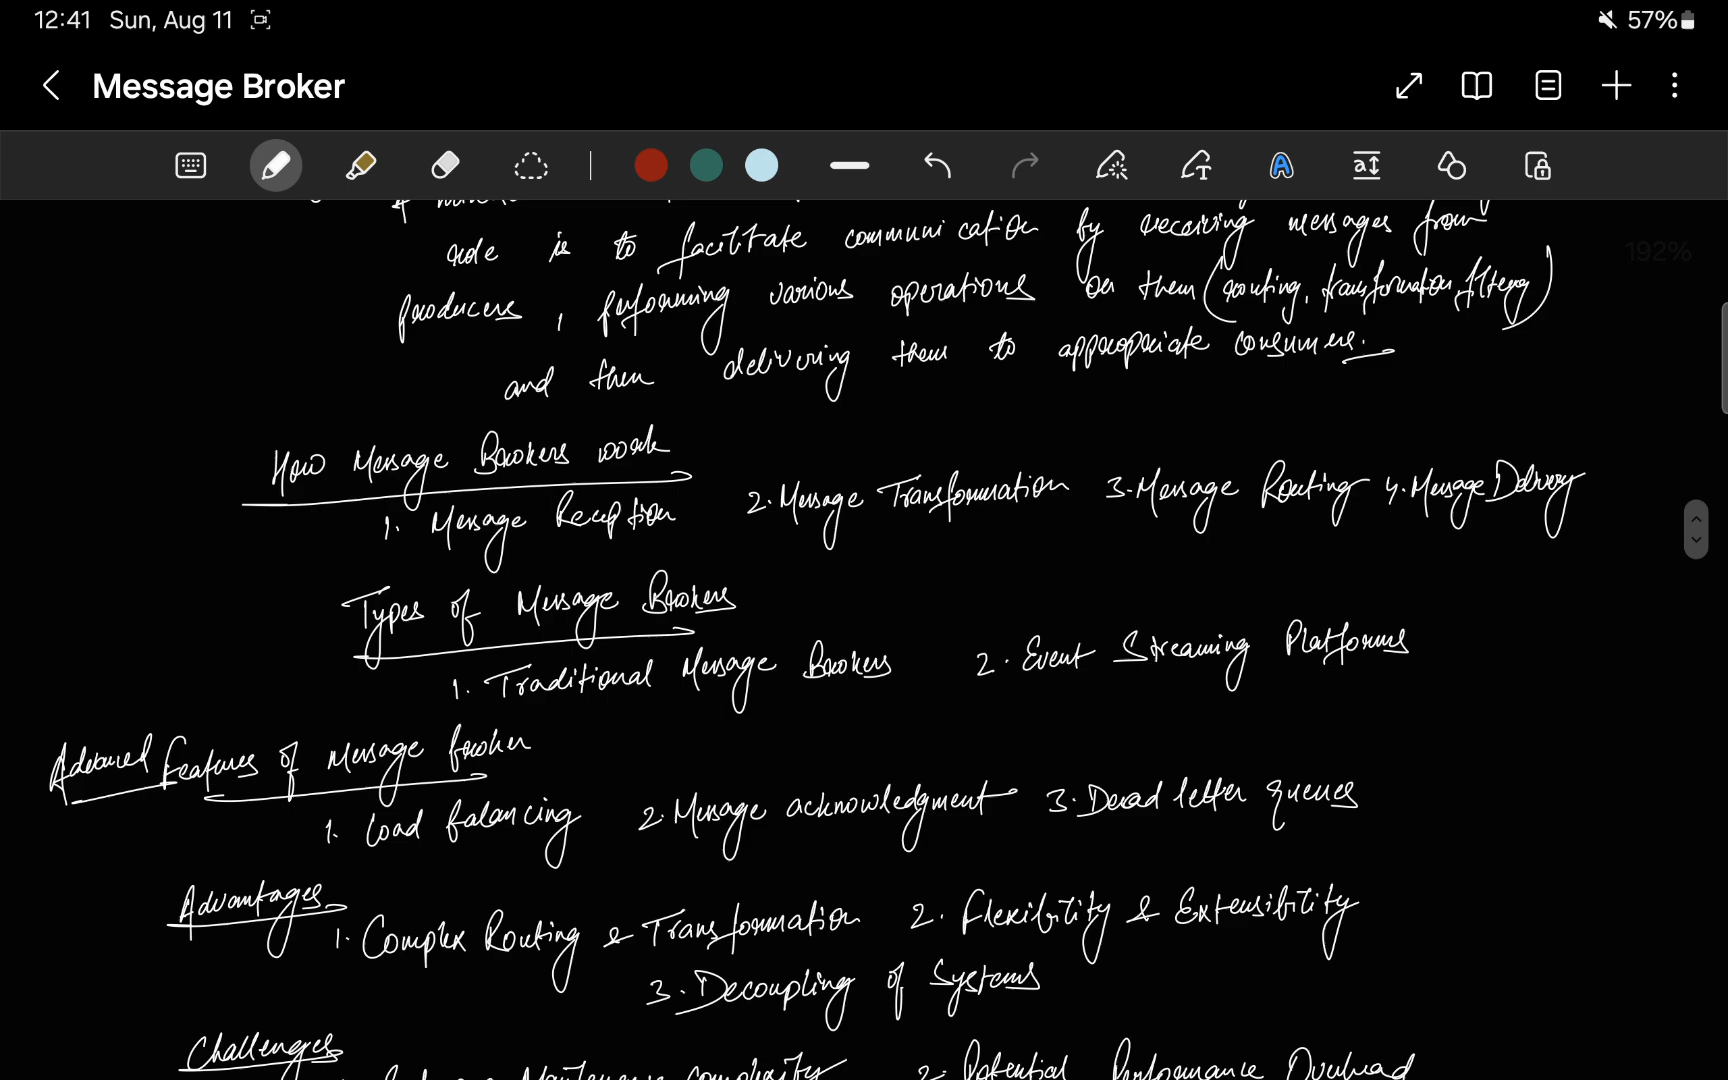 12:41 Sun, Aug 11
57%
Message Broker
192%
role is to facilitate communication by receiving messages from
producers, performing various operations on them (routing, transformation, filtering)
and then delivering them to appropriate consumers.
How Message Brokers work
1. Message Reception 2. Message Transformation 3. Message Routing 4. Message Delivery
Types of Message Brokers
1. Traditional Message Brokers 2. Event Streaming Platforms
Advanced Features of Message broker
1. Load balancing 2. Message acknowledgment 3. Dead letter queues
Advantages
1. Complex Routing & Transformation 2. Flexibility & Extensibility
3. Decoupling of Systems
Challenges
Maintenance complexity 2. Potential Performance Overhead